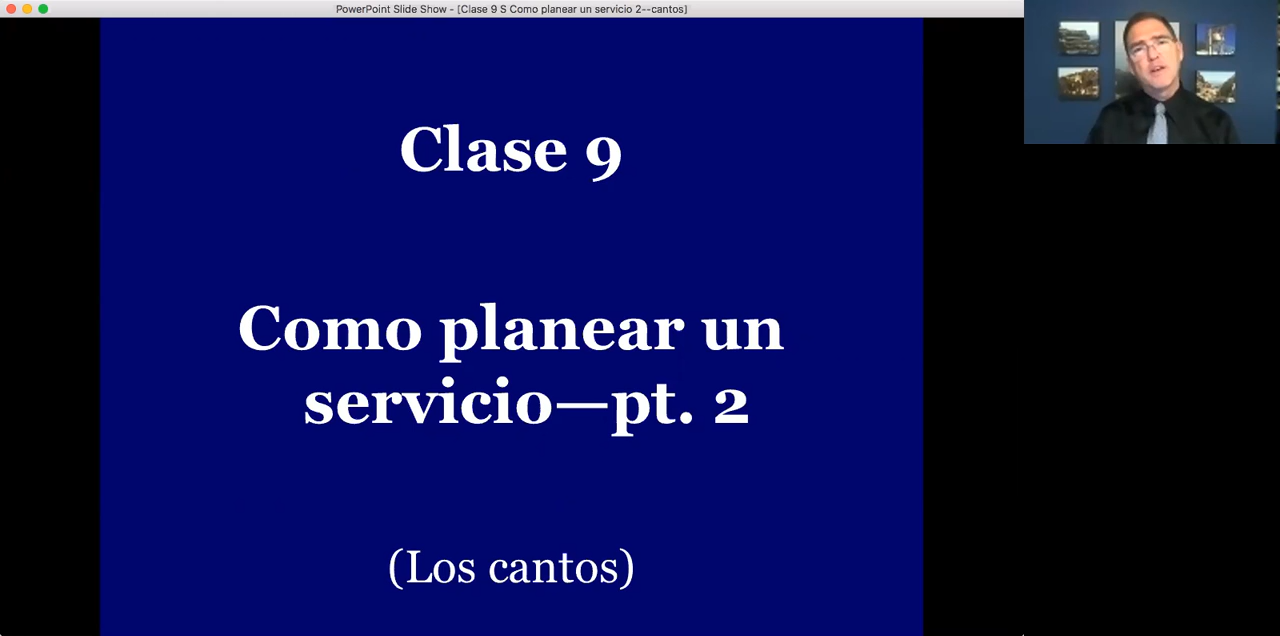 PowerPoint Slide Show - [Clase 9 S Como planear un servicio 2--cantos]
Clase 9
Como planear un
servicio—pt. 2
(Los cantos)